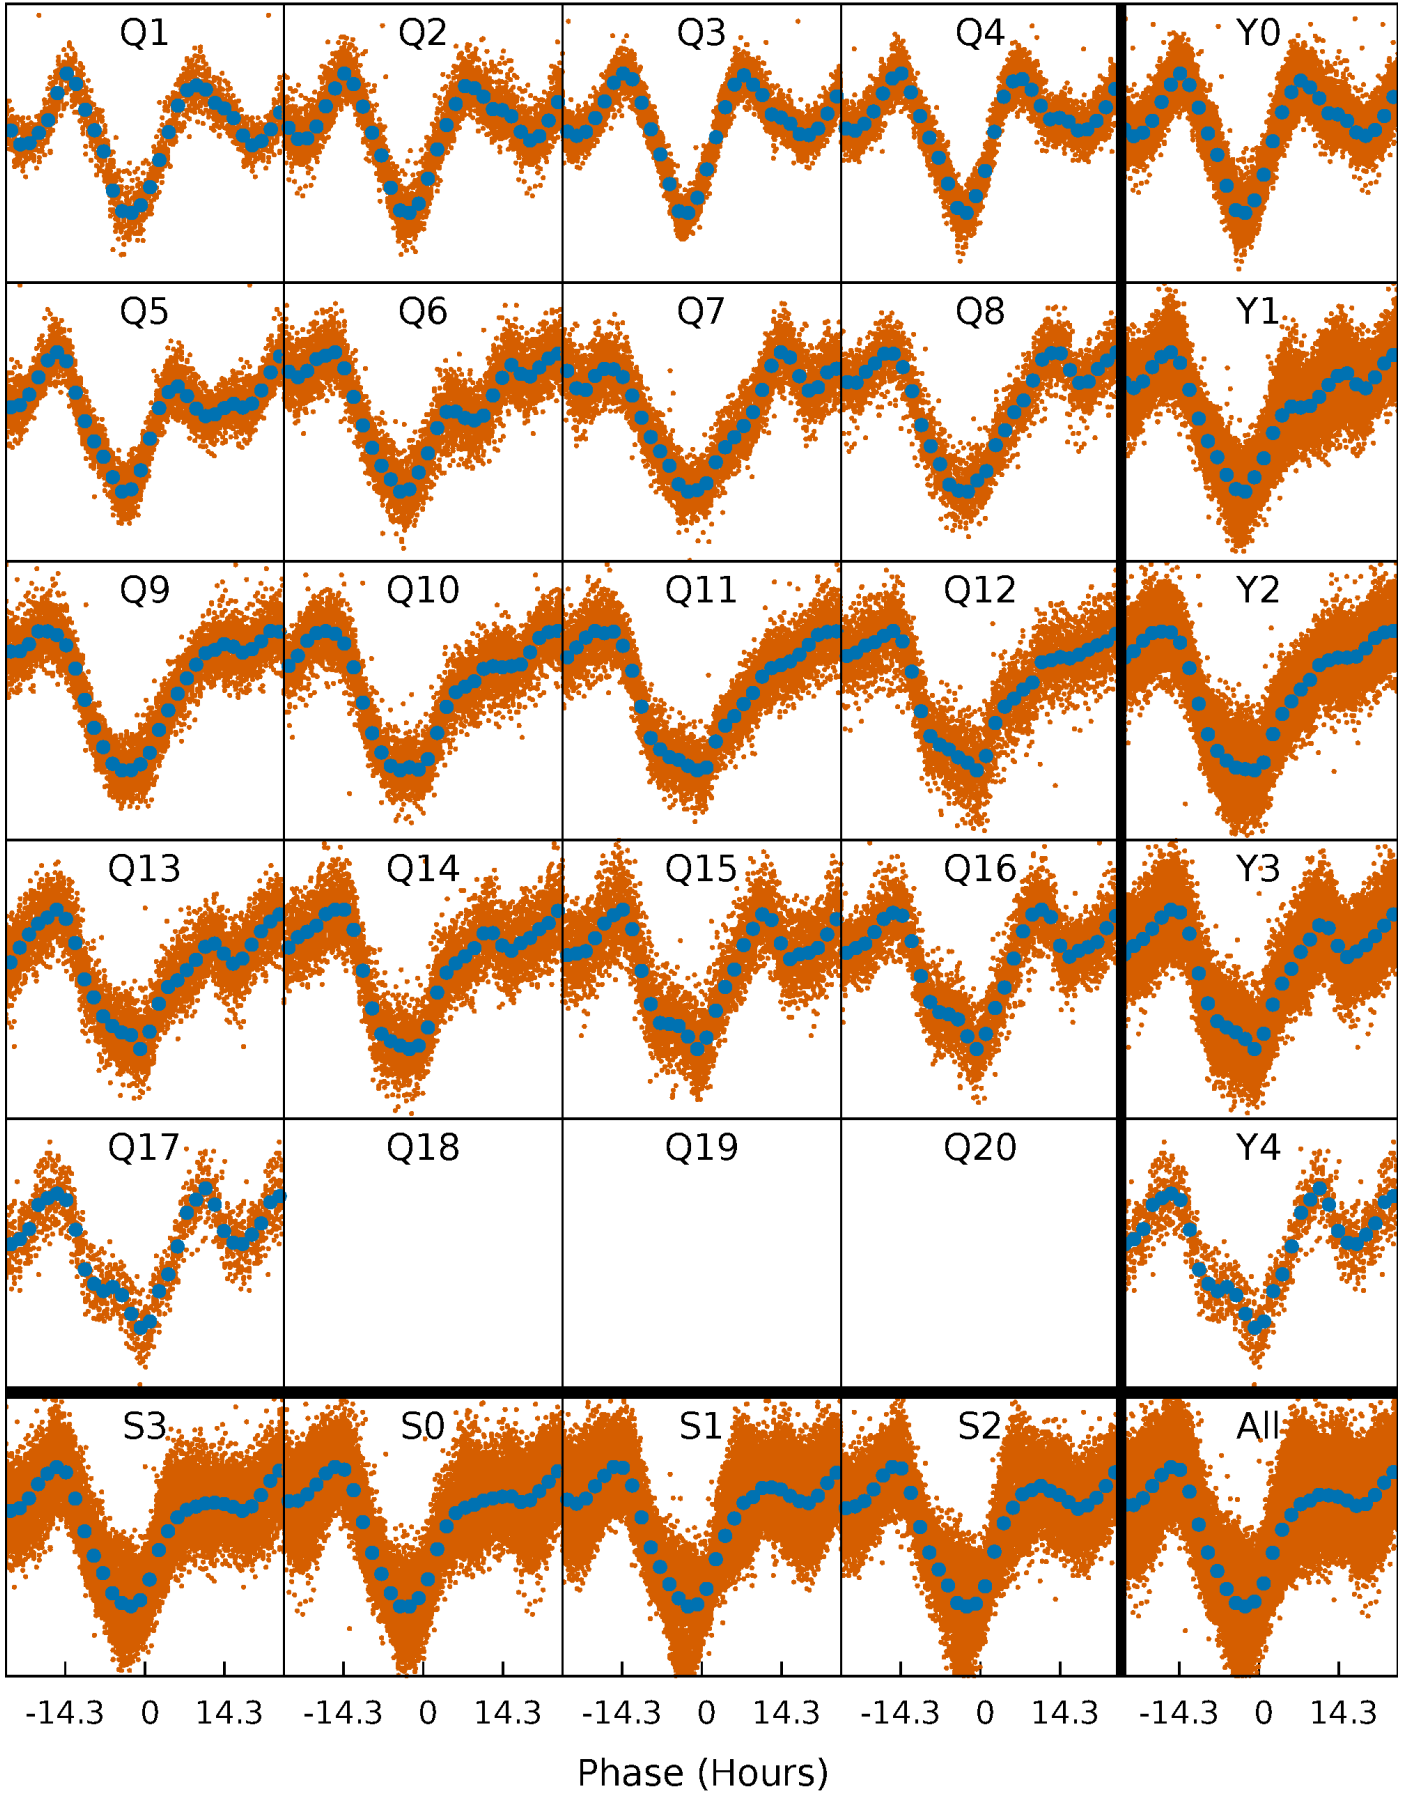 Q1 Q2 Q3 Q4 Y0
Q5 Q6 Q7 Q8 Y1
Q9 Q10 Q11 Q12 Y2
Q13 Q14 Q15 Q16 Y3
Q17 Q18 Q19 Q20 Y4
S3 S0 S1 S2 All
-14.3 0 14.3 -14.3 0 14.3 -14.3 0 14.3 -14.3 0 14.3 -14.3 0 14.3
Phase (Hours)